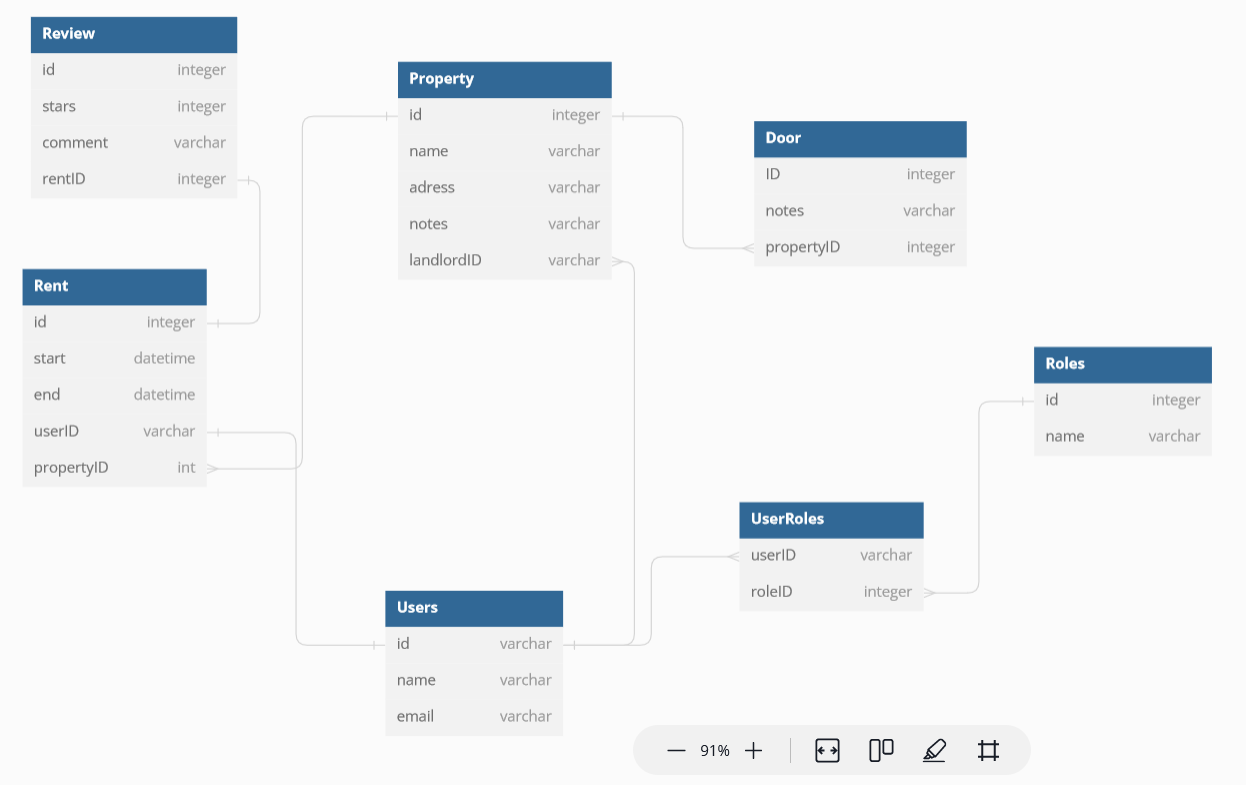 Review
id integer
stars integer
comment varchar
rentID integer
Property
id integer
name varchar
adress varchar
notes varchar
landlordID varchar
Door
ID integer
notes varchar
propertyID integer
Rent
id integer
start datetime
end datetime
userID varchar
propertyID int
Roles
id integer
name varchar
UserRoles
userID varchar
roleID integer
Users
id varchar
name varchar
email varchar
91%